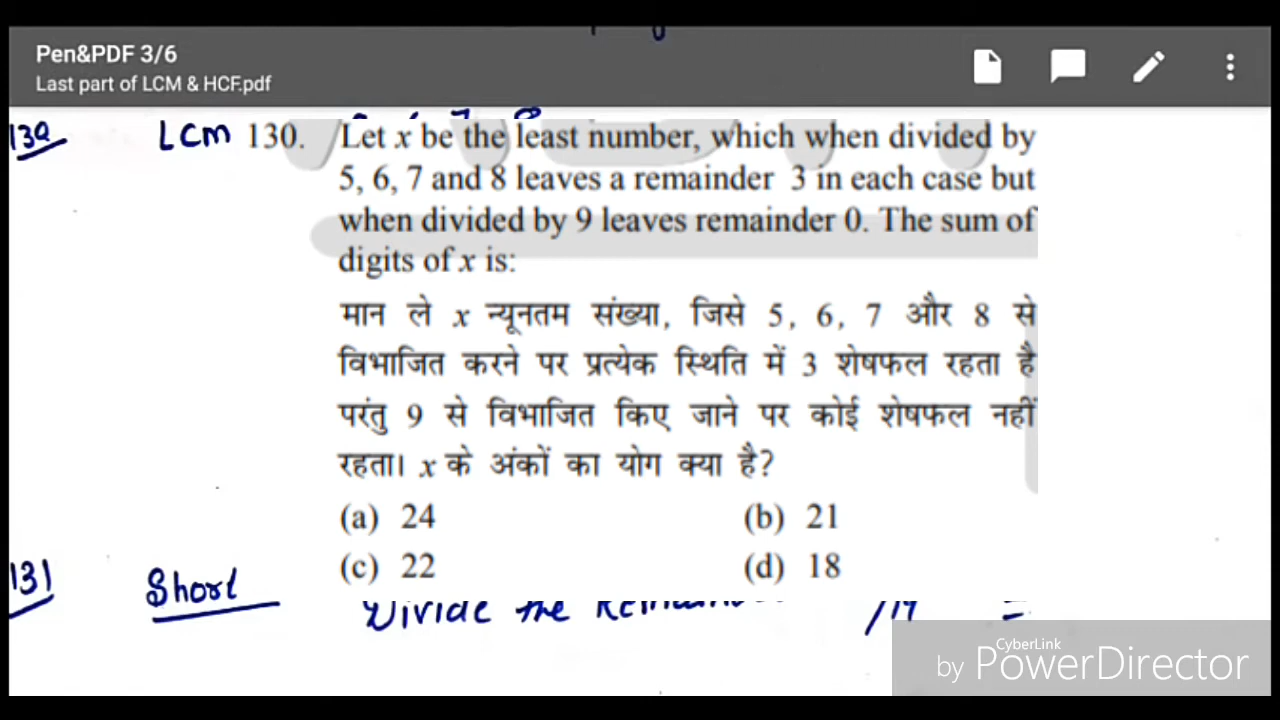 Pen&PDF 3/6
Last part of LCM & HCF.pdf
130 LCM 130. Let x be the least number, which when divided by
5, 6, 7 and 8 leaves a remainder 3 in each case but
when divided by 9 leaves remainder 0. The sum of
digits of x is:
मान ले x न्यूनतम संख्या, जिसे 5, 6, 7 और 8 से
विभाजित करने पर प्रत्येक स्थिति में 3 शेषफल रहता है
परंतु 9 से विभाजित किए जाने पर कोई शेषफल नहीं
रहता। x के अंकों का योग क्या है?
(a) 24 (b) 21
(c) 22 (d) 18
131 Short
Divide the
CyberLink
by PowerDirector